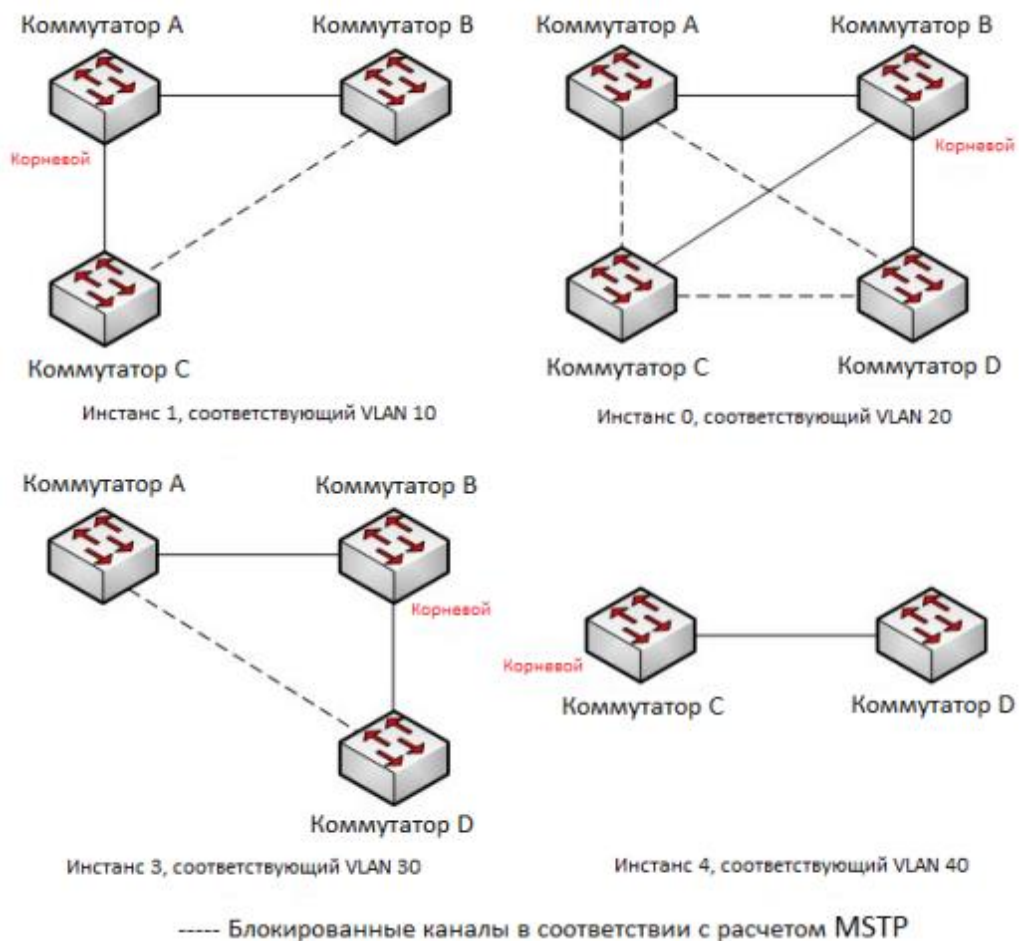 Коммутатор A
Коммутатор B
Корневой
Коммутатор C
Инстанс 1, соответствующий VLAN 10
Коммутатор A
Коммутатор B
Корневой
Коммутатор C
Коммутатор D
Инстанс 0, соответствующий VLAN 20
Коммутатор A
Коммутатор B
Корневой
Коммутатор D
Инстанс 3, соответствующий VLAN 30
Корневой
Коммутатор C
Коммутатор D
Инстанс 4, соответствующий VLAN 40
----- Блокированные каналы в соответствии с расчетом MSTP